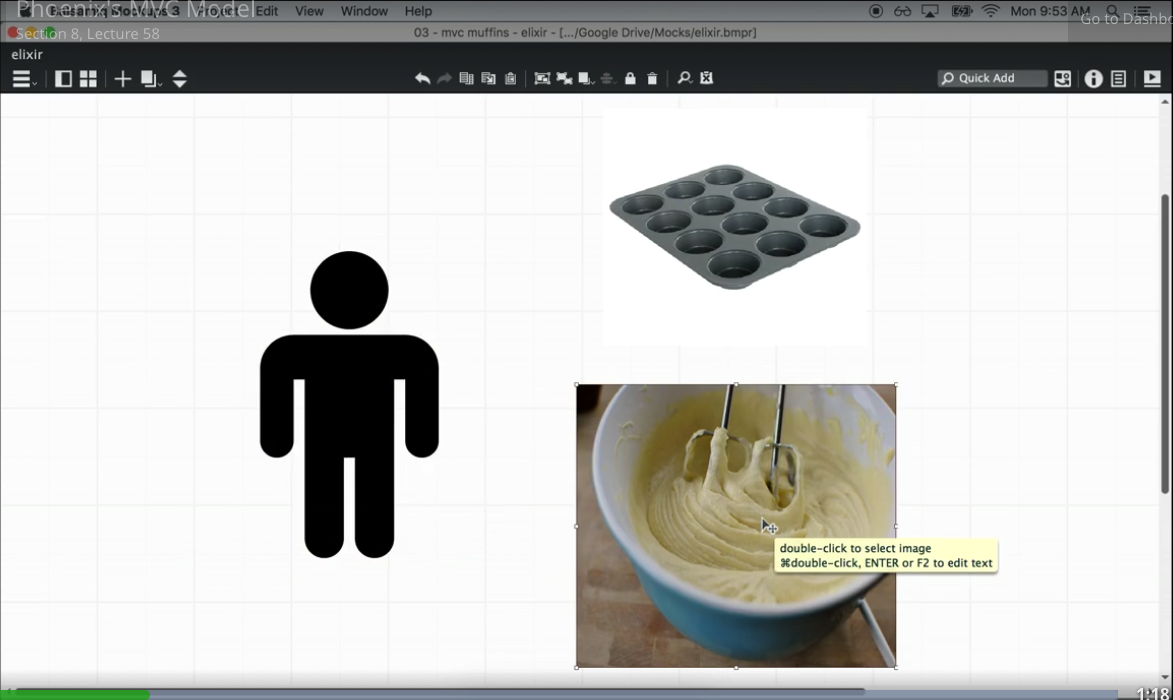 Phoenix's MVC Model
Balsamiq Mockups 3 Project Edit View Window Help Mon 9:53 AM
Go to Dashbo
Section 8, Lecture 58
03 - mvc muffins - elixir - [.../Google Drive/Mocks/elixir.bmpr]
elixir
Quick Add
double-click to select image
⌘double-click, ENTER or F2 to edit text
1:18